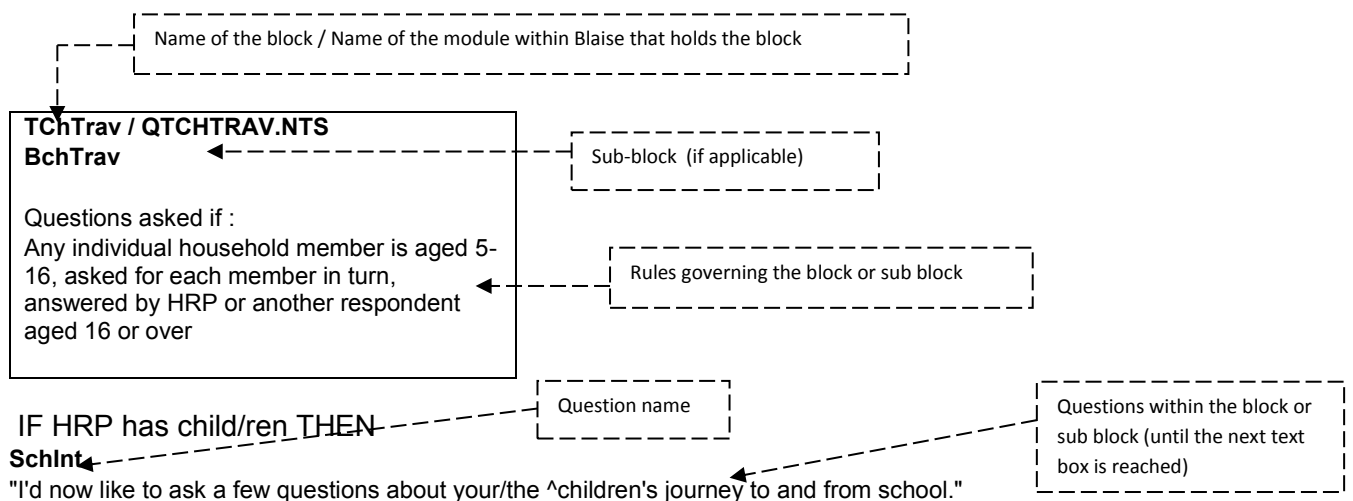 Name of the block / Name of the module within Blaise that holds the block
TChTrav / QTCHTRAV.NTS
BchTrav
Sub-block (if applicable)
Questions asked if :
Any individual household member is aged 5-
16, asked for each member in turn,
answered by HRP or another respondent
aged 16 or over
Rules governing the block or sub block
Question name
Questions within the block or
sub block (until the next text
box is reached)
IF HRP has child/ren THEN
SchInt
"I'd now like to ask a few questions about your/the ^children's journey to and from school."